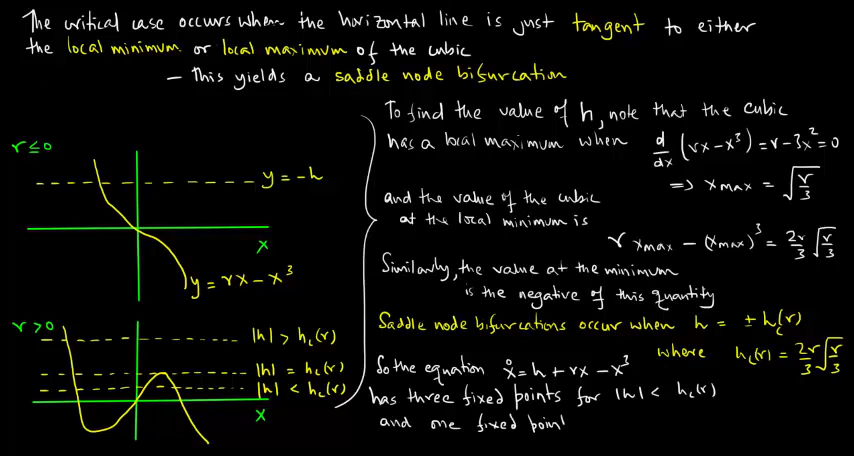 The critical case occurs when the horizontal line is just tangent to either
the local minimum or local maximum of the cubic
– This yields a saddle node bifurcation
r ≤ 0
y = -h
x
y = rx - x³
r > 0
|h| > h_c(r)
|h| = h_c(r)
|h| < h_c(r)
x
To find the value of h, note that the cubic
has a local maximum when d/dx (rx - x³) = r - 3x² = 0
⇒ x_max = √(r/3)
and the value of the cubic
at the local minimum is
r x_max - (x_max)³ = 2r/3 √(r/3)
Similarly, the value at the minimum
is the negative of this quantity
Saddle node bifurcations occur when h = ± h_c(r)
where h_c(r) = 2r/3 √(r/3)
So the equation ẋ = h + rx - x³
has three fixed points for |h| < h_c(r)
and one fixed point